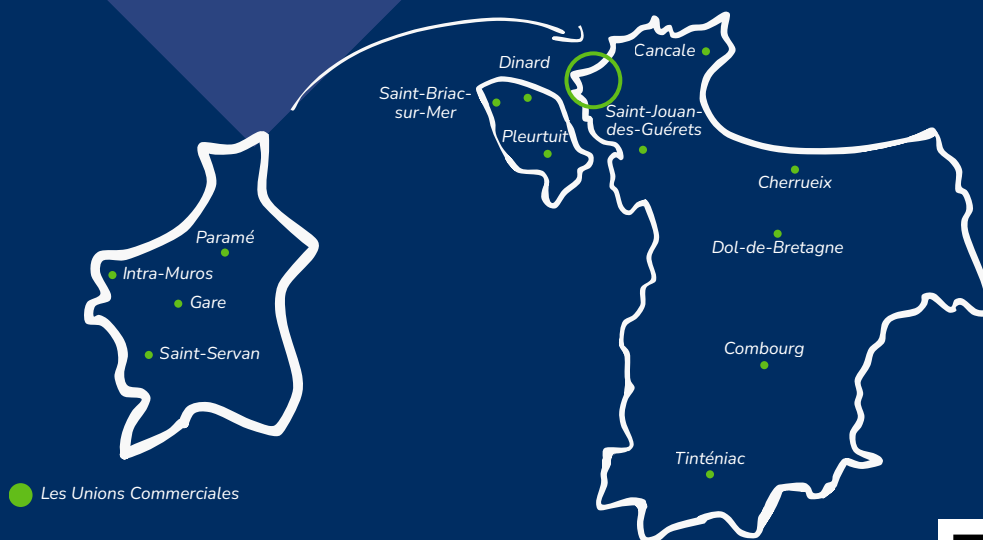 Cancale
Dinard
Saint-Briac-
sur-Mer
Saint-Jouan-
des-Guérets
Pleurtuit
Cherrueix
Paramé
Dol-de-Bretagne
Intra-Muros
Gare
Combourg
Saint-Servan
Tinténiac
Les Unions Commerciales